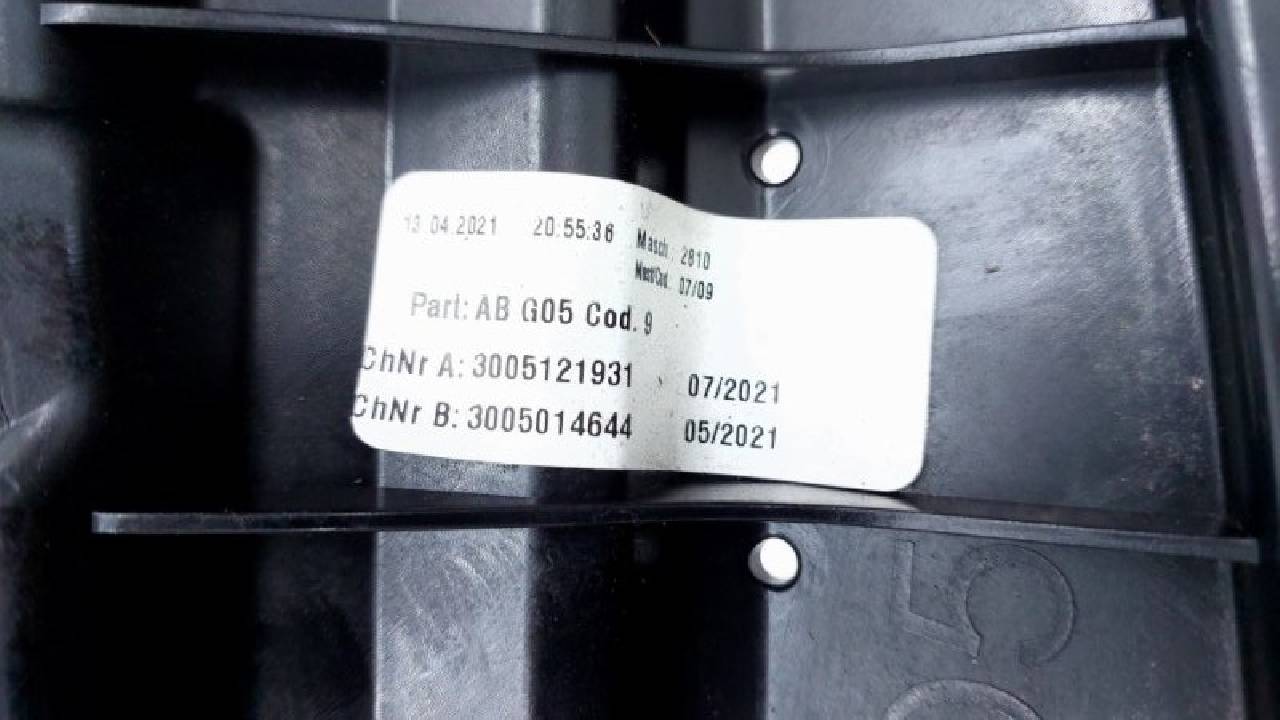 13.04.2021 20:55:36 Masch.: 2810
07/09
Part: AB G05 Cod. 9
ChNr A: 3005121931 07/2021
ChNr B: 3005014644 05/2021
5